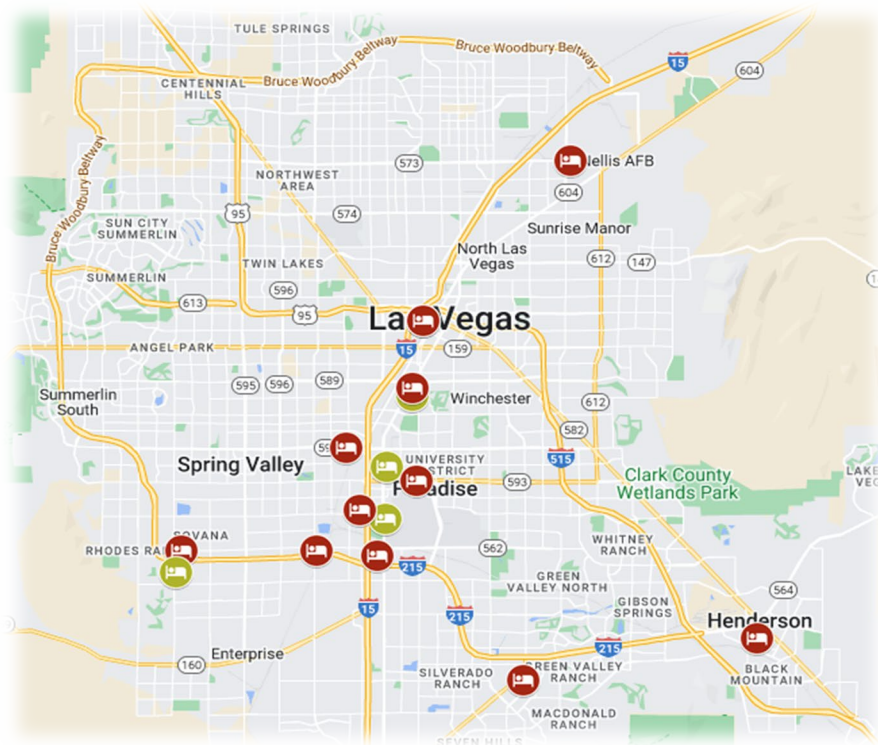 TULE SPRINGS
Bruce Woodbury Beltway
Bruce Woodbury Beltway
15
604
CENTENNIAL
HILLS
Bruce Woodbury Beltway
573
Nellis AFB
NORTHWEST
AREA
604
95
574
SUN CITY
SUMMERLIN
Sunrise Manor
North Las
Vegas
612
147
TWIN LAKES
SUMMERLIN
596
613
95
Las Vegas
15
159
ANGEL PARK
595
596
589
Summerlin
South
Winchester
612
582
Spring Valley
UNIVERSITY
DISTRICT
515
593
Paradise
Clark County
Wetlands Park
LAKE
RHODES RA
562
WHITNEY
RANCH
215
GREEN
VALLEY NORTH
564
15
215
GIBSON
SPRINGS
Henderson
215
Enterprise
160
SILVERADO
RANCH
GREEN VALLEY
RANCH
BLACK
MOUNTAIN
MACDONALD
RANCH
SEVEN HILLS